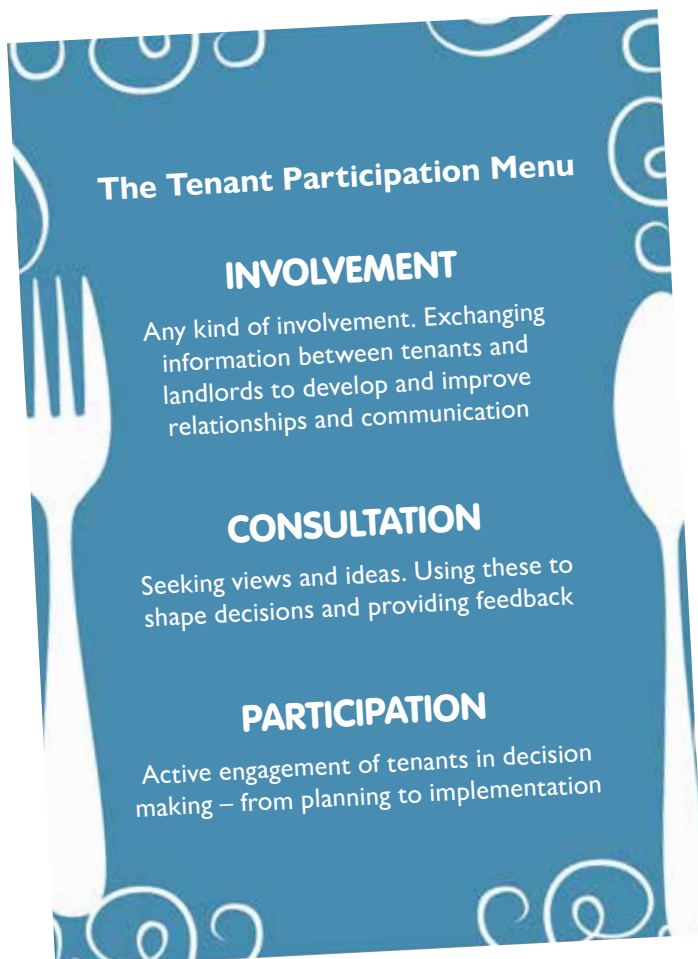 The Tenant Participation Menu
INVOLVEMENT
Any kind of involvement. Exchanging
information between tenants and
landlords to develop and improve
relationships and communication
CONSULTATION
Seeking views and ideas. Using these to
shape decisions and providing feedback
PARTICIPATION
Active engagement of tenants in decision
making – from planning to implementation